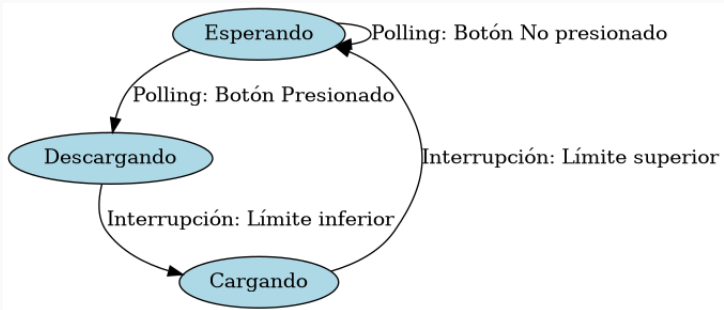 Esperando
Polling: Botón No presionado
Polling: Botón Presionado
Descargando
Interrupción: Límite superior
Interrupción: Límite inferior
Cargando